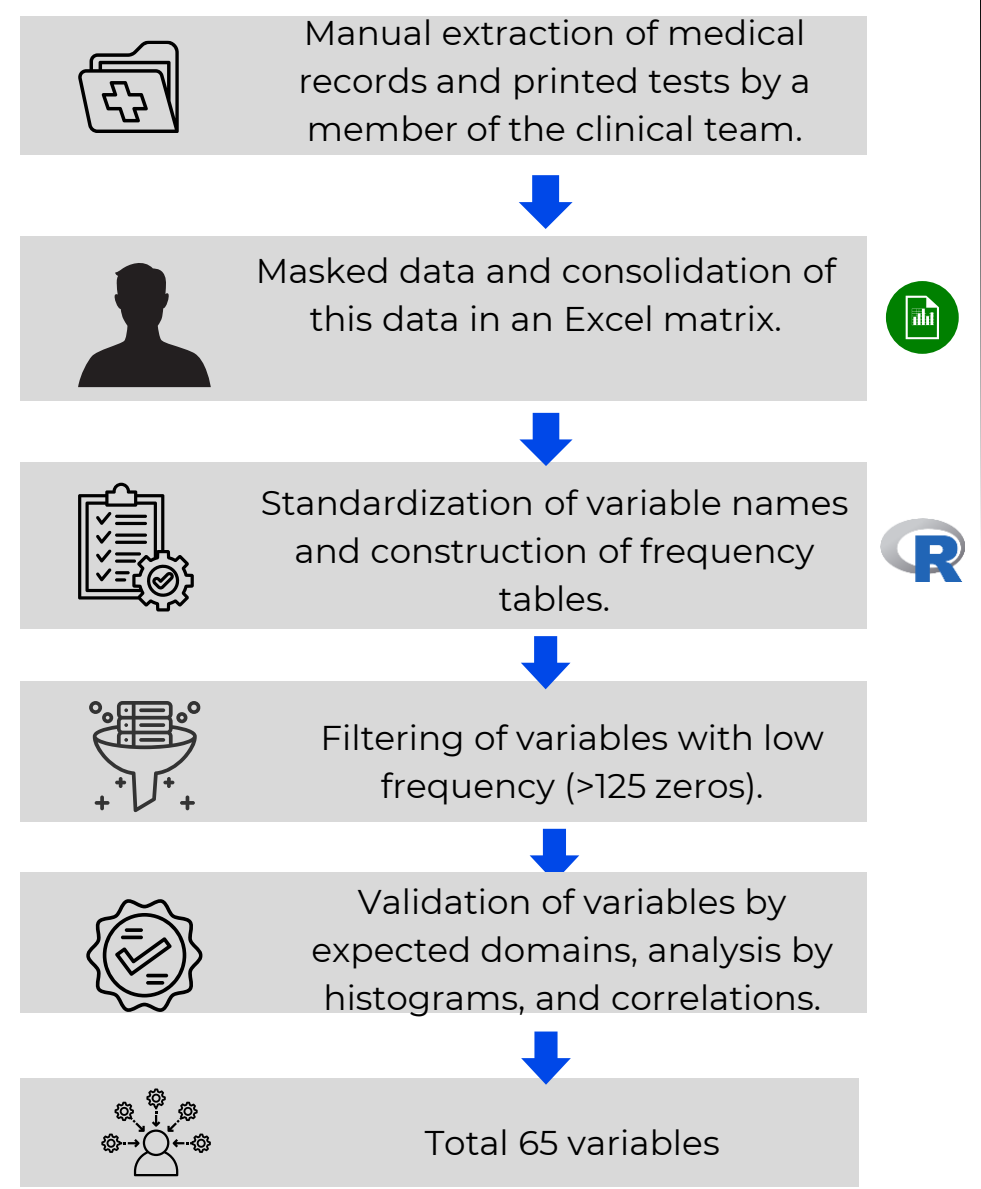 Manual extraction of medical
records and printed tests by a
member of the clinical team.
Masked data and consolidation of
this data in an Excel matrix.
Standardization of variable names
and construction of frequency
tables.
R
Filtering of variables with low
frequency (>125 zeros).
Validation of variables by
expected domains, analysis by
histograms, and correlations.
Total 65 variables